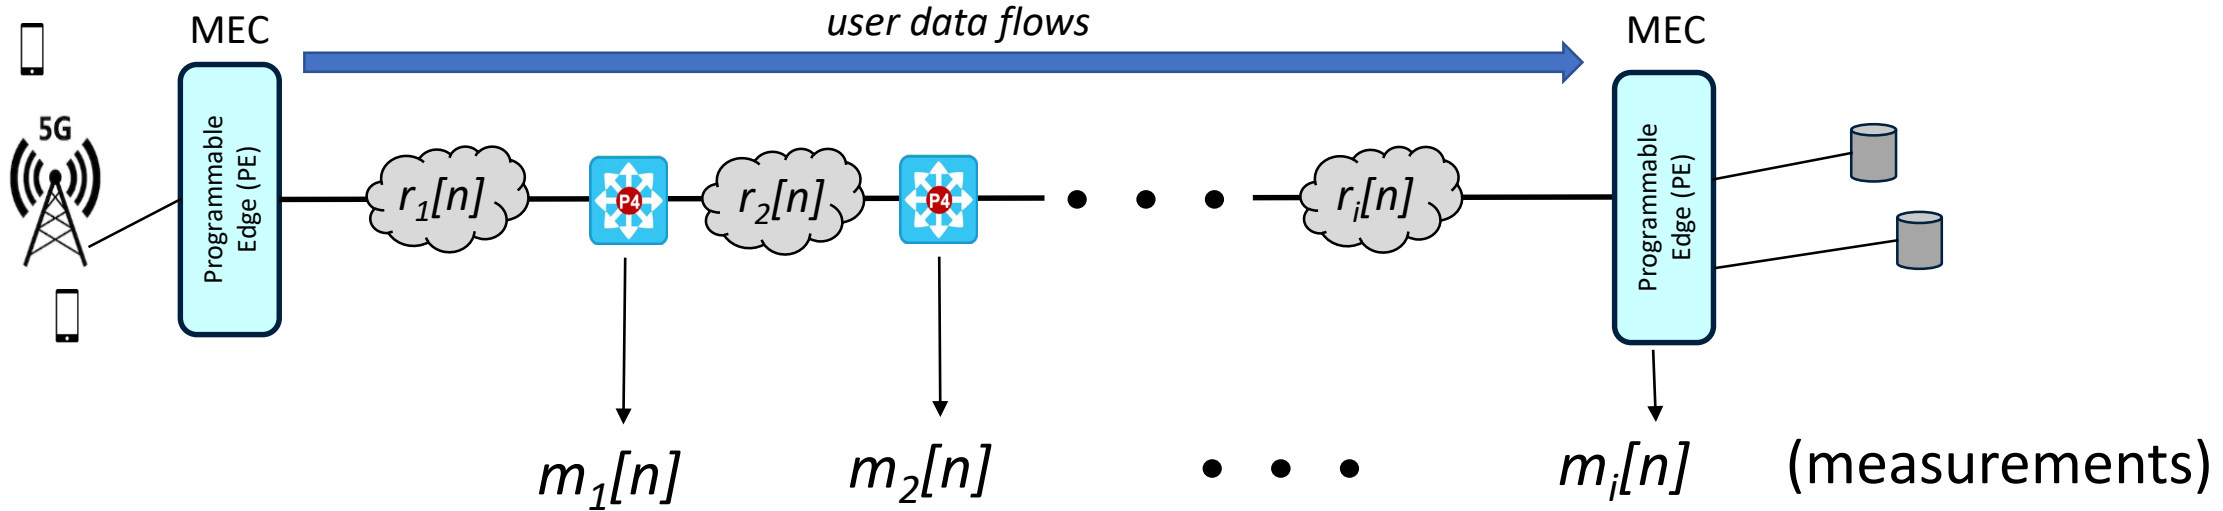 user data flows
MEC
MEC
5G
Programmable
Edge (PE)
r1[n]
P4
r2[n]
P4
ri[n]
Programmable
Edge (PE)
m1[n]
m2[n]
mi[n]
(measurements)